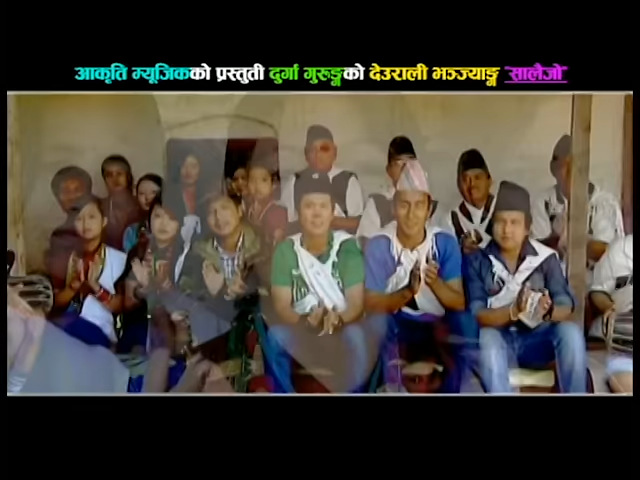 आकृति म्यूजिकको प्रस्तुती दुर्गा गुरुङ्गको देउराली भञ्ज्याङ्ग "सालैजो"